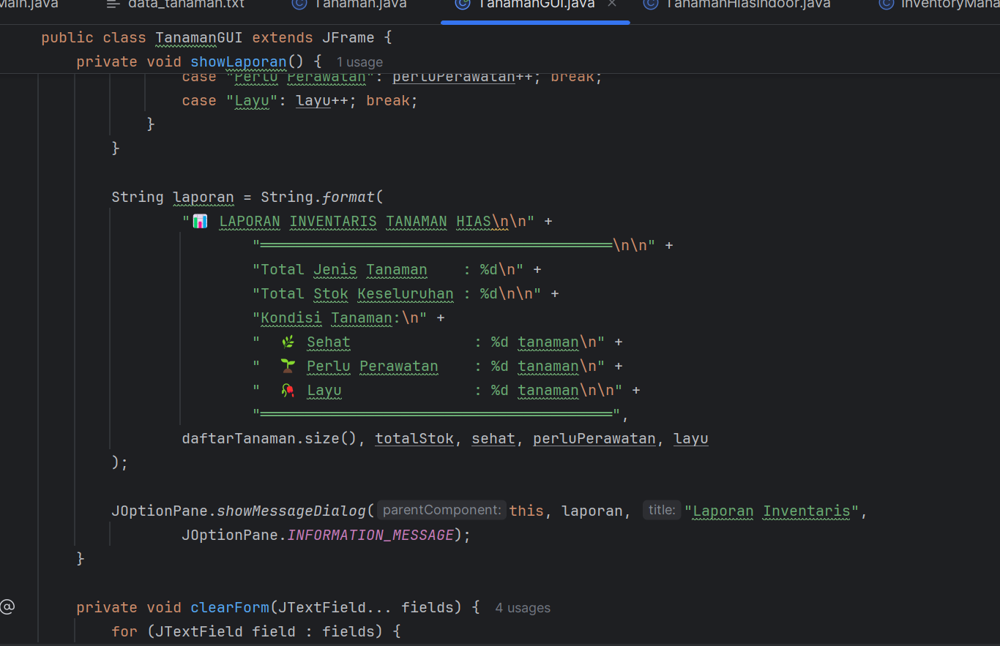 Main.java data_tanaman.txt Tanaman.java TanamanGUI.java × TanamanHiasIndoor.java
public class TanamanGUI extends JFrame {
private void showLaporan() { 1 usage
case "Perlu Perawatan": perluPerawatan++; break;
case "Layu": layu++; break;
}
}
String laporan = String.format(
"📊 LAPORAN INVENTARIS TANAMAN HIAS\n\n" +
"════════════════════════════════════════\n\n" +
"Total Jenis Tanaman    : %d\n" +
"Total Stok Keseluruhan : %d\n\n" +
"Kondisi Tanaman:\n" +
"  🌿 Sehat              : %d tanaman\n" +
"  🌱 Perlu Perawatan    : %d tanaman\n" +
"  🥀 Layu               : %d tanaman\n\n" +
"════════════════════════════════════════",
daftarTanaman.size(), totalStok, sehat, perluPerawatan, layu
);
JOptionPane.showMessageDialog( parentComponent: this, laporan, title: "Laporan Inventaris",
JOptionPane.INFORMATION_MESSAGE);
}
@ private void clearForm(JTextField... fields) { 4 usages
for (JTextField field : fields) {